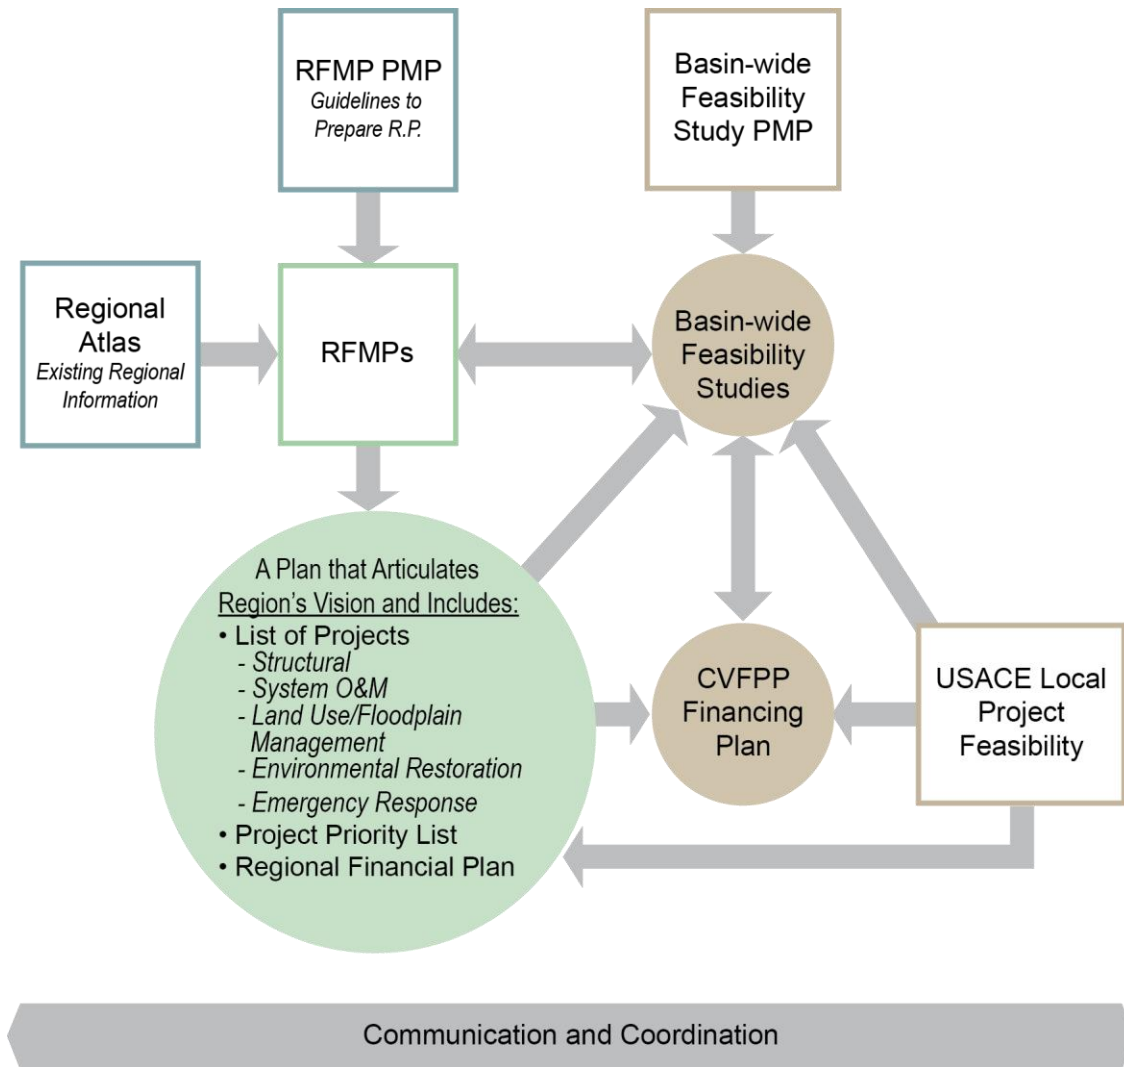 RFMP PMP
Guidelines to
Prepare R.P.
Basin-wide
Feasibility
Study PMP
Regional
Atlas
Existing Regional
Information
RFMPs
Basin-wide
Feasibility
Studies
A Plan that Articulates
Region's Vision and Includes:
• List of Projects
- Structural
- System O&M
- Land Use/Floodplain
Management
- Environmental Restoration
- Emergency Response
• Project Priority List
• Regional Financial Plan
CVFPP
Financing
Plan
USACE Local
Project
Feasibility
Communication and Coordination